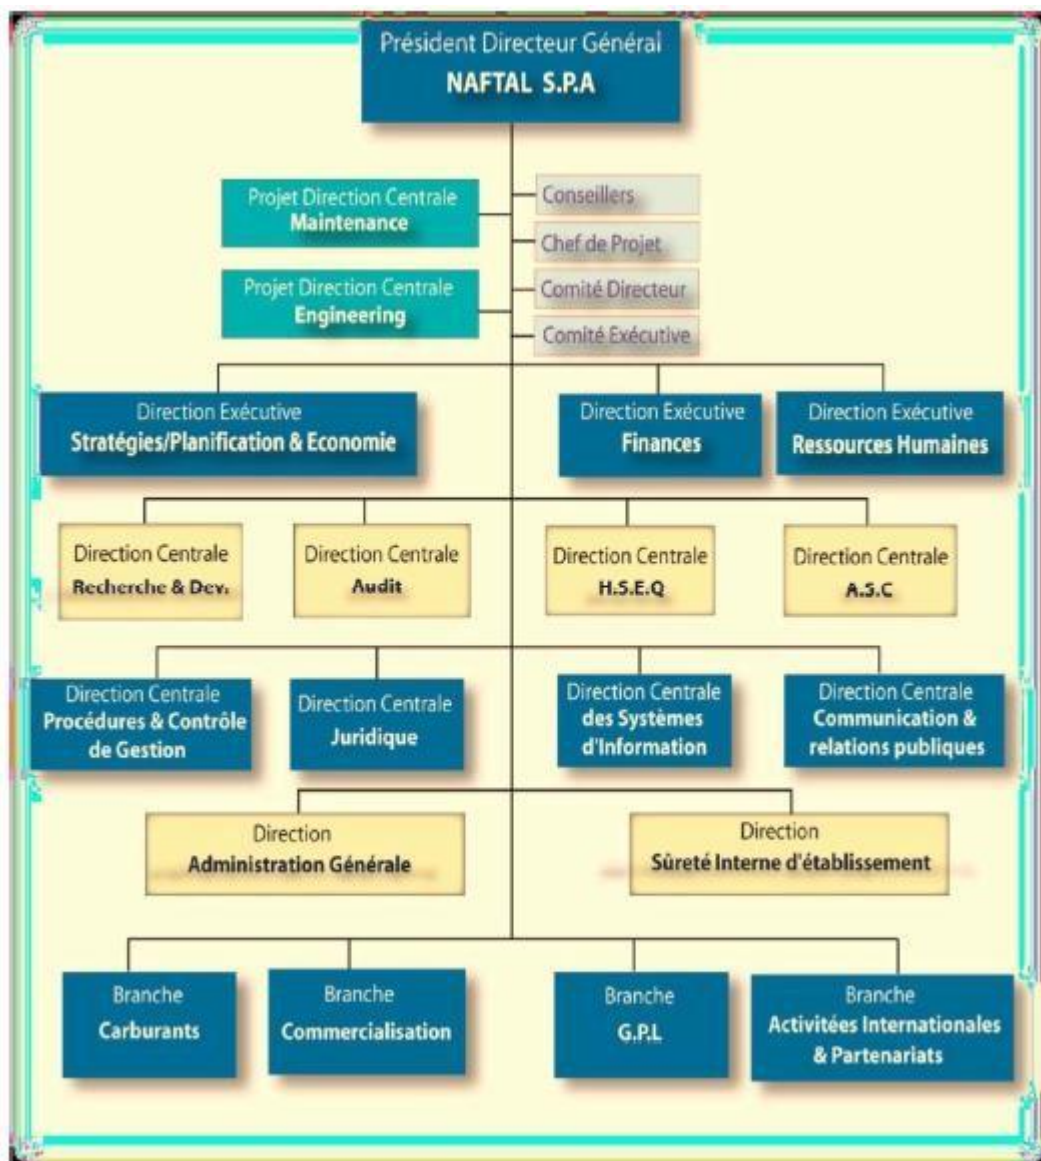 Président Directeur Général
NAFTAL S.P.A
Projet Direction Centrale
Maintenance
Conseillers
Chef de Projet
Projet Direction Centrale
Engineering
Comité Directeur
Comité Exécutive
Direction Exécutive
Stratégies/Planification & Economie
Direction Exécutive
Finances
Direction Exécutive
Ressources Humaines
Direction Centrale
Recherche & Dev.
Direction Centrale
Audit
Direction Centrale
H.S.E.Q
Direction Centrale
A.S.C
Direction Centrale
Procédures & Contrôle
de Gestion
Direction Centrale
Juridique
Direction Centrale
des Systèmes
d'Information
Direction Centrale
Communication &
relations publiques
Direction
Administration Générale
Direction
Sûreté Interne d'établissement
Branche
Carburants
Branche
Commercialisation
Branche
G.P.L
Branche
Activitées Internationales
& Partenariats